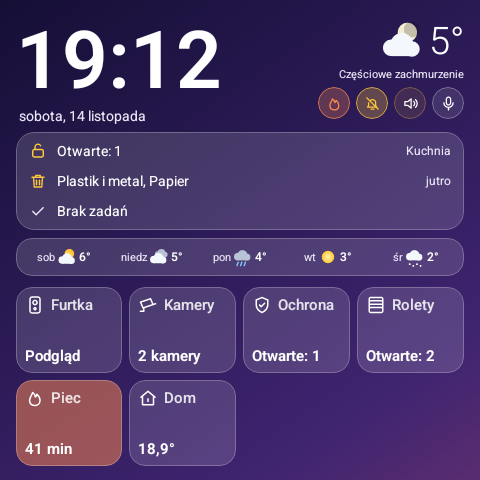 19:12
5°
Częściowe zachmurzenie
sobota, 14 listopada
Otwarte: 1 Kuchnia
Plastik i metal, Papier jutro
Brak zadań
sob 6° niedz 5° pon 4° wt 3° śr 2°
Furtka Kamery Ochrona Rolety
Podgląd 2 kamery Otwarte: 1 Otwarte: 2
Piec Dom
41 min 18,9°